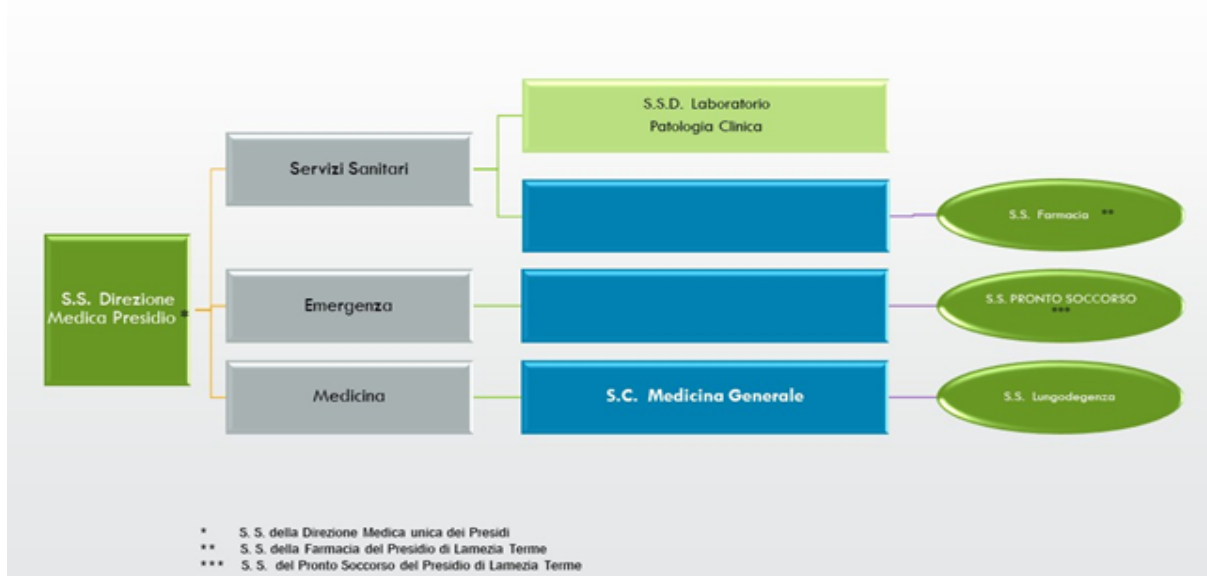 S.S.D. Laboratorio
Patologia Clinica
Servizi Sanitari
S.S. Farmacia **
S.S. Direzione
Medica Presidio *
Emergenza
S.S. PRONTO SOCCORSO
***
Medicina
S.C. Medicina Generale
S.S. Lungodegenza
* S. S. della Direzione Medica unica dei Presidi
** S. S. della Farmacia del Presidio di Lamezia Terme
*** S. S. del Pronto Soccorso del Presidio di Lamezia Terme